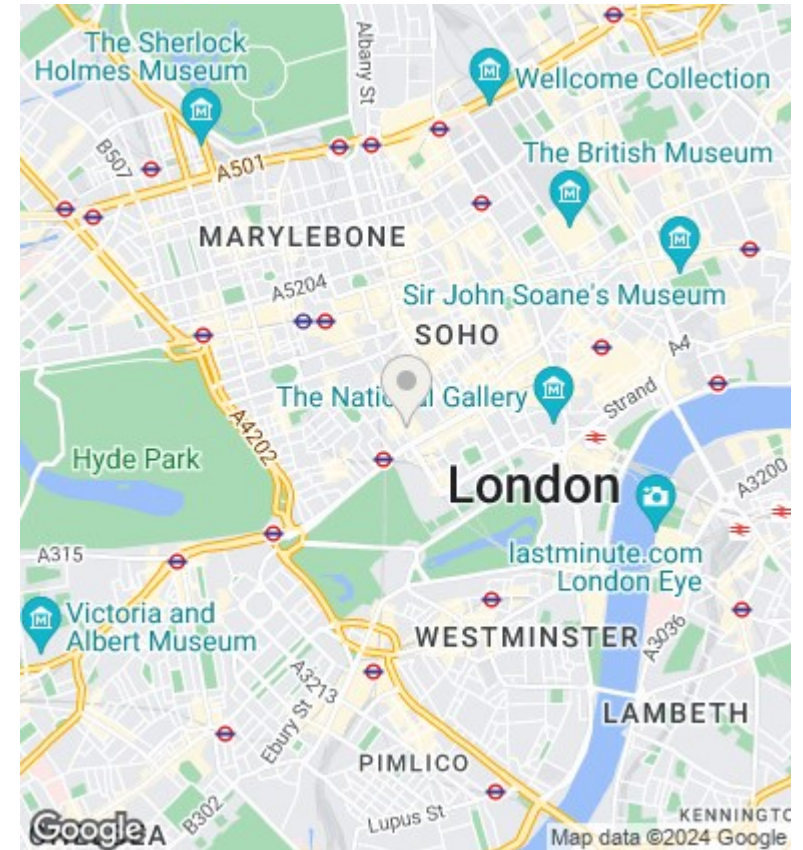 The Sherlock
Holmes Museum
Albany St
Wellcome Collection
B507
A501
The British Museum
MARYLEBONE
A5204
Sir John Soane's Museum
SOHO
A4
The National Gallery
Strand
A4202
Hyde Park
London
A3200
A315
lastminute.com
London Eye
Victoria and
Albert Museum
WESTMINSTER
A3036
A3213
Ebury St
LAMBETH
PIMLICO
B302
Lupus St
KENNINGTO
Google
Map data ©2024 Google